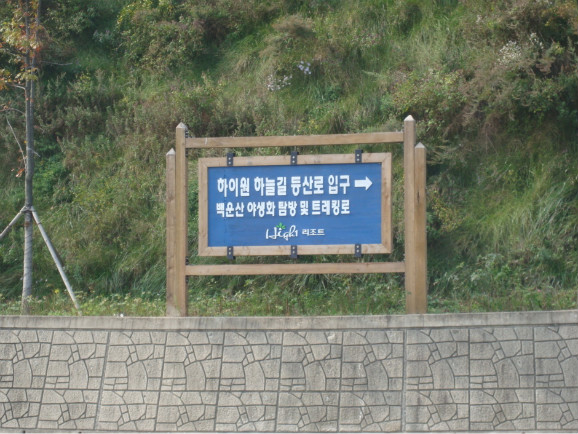 하이원 하늘길 등산로 입구 →
백운산 야생화 탐방 및 트레킹로
High1 리조트